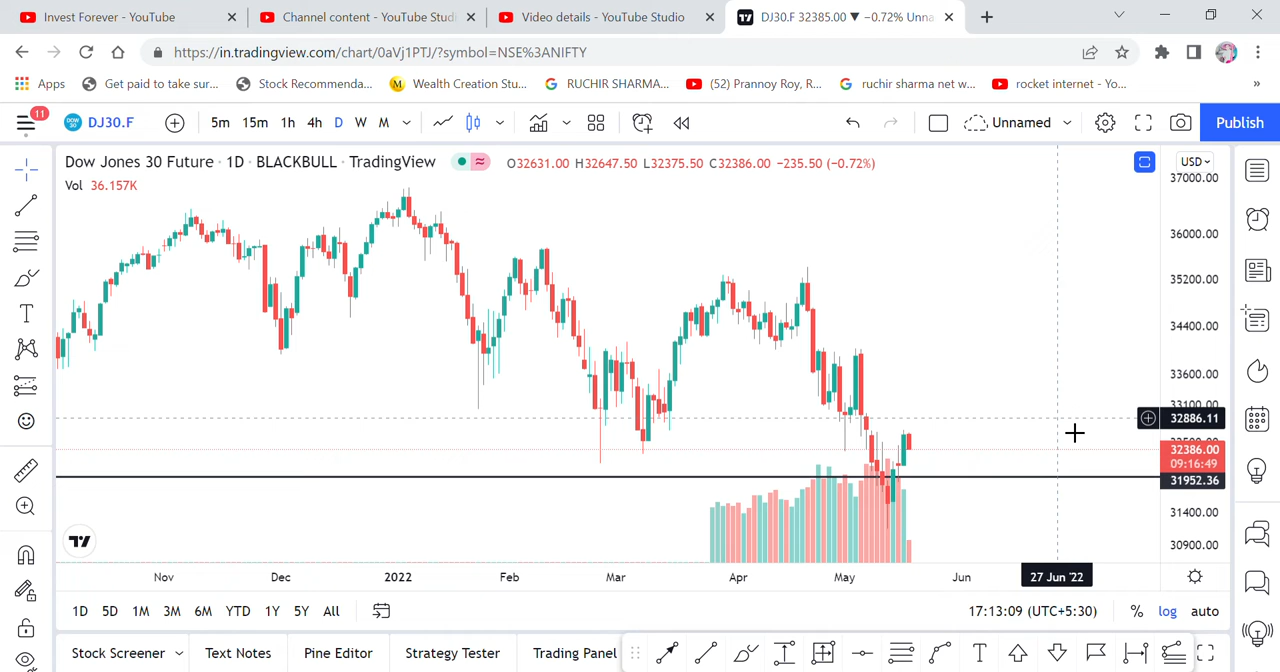 Invest Forever - YouTube
Channel content - YouTube Studi
Video details - YouTube Studio
DJ30.F 32385.00 ▼ −0.72% Unna
https://in.tradingview.com/chart/0aVj1PTJ/?symbol=NSE%3ANIFTY
Apps Get paid to take sur... Stock Recommenda... M Wealth Creation Stu... G RUCHIR SHARMA... (52) Prannoy Roy, R... G ruchir sharma net w... rocket internet - Yo... »
11 DOW 30 DJ30.F 5m 15m 1h 4h D W M Unnamed Publish
Dow Jones 30 Future · 1D · BLACKBULL · TradingView O32631.00 H32647.50 L32375.50 C32386.00 −235.50 (−0.72%) USD
Vol 36.157K
37000.00
36000.00
35200.00
34400.00
33600.00
33100.00
32886.11
32386.00
09:16:49
31952.36
31400.00
30900.00
Nov Dec 2022 Feb Mar Apr May Jun 27 Jun '22
1D 5D 1M 3M 6M YTD 1Y 5Y All 17:13:09 (UTC+5:30) % log auto
Stock Screener Text Notes Pine Editor Strategy Tester Trading Panel T